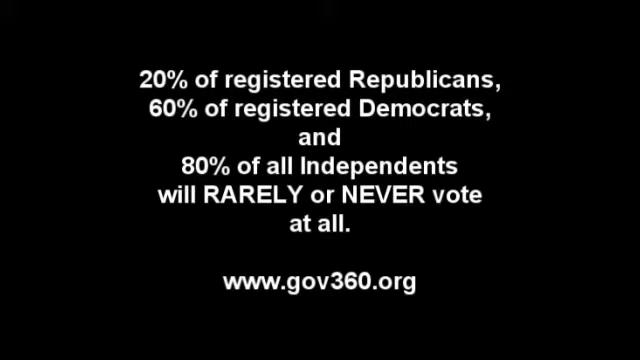 20% of registered Republicans,
60% of registered Democrats,
and
80% of all Independents
will RARELY or NEVER vote
at all.
www.gov360.org